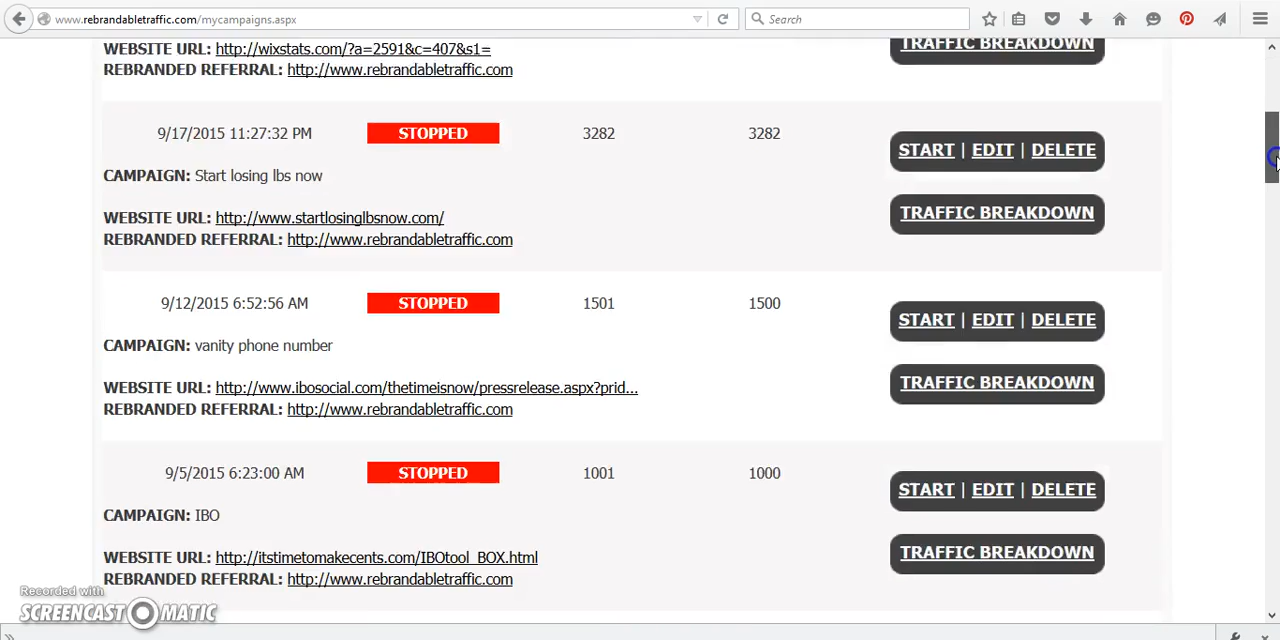 www.rebrandabletraffic.com/mycampaigns.aspx
Search
WEBSITE URL: http://wixstats.com/?a=2591&c=407&s1=
TRAFFIC BREAKDOWN
REBRANDED REFERRAL: http://www.rebrandabletraffic.com
9/17/2015 11:27:32 PM STOPPED 3282 3282
START | EDIT | DELETE
CAMPAIGN: Start losing lbs now
TRAFFIC BREAKDOWN
WEBSITE URL: http://www.startlosinglbsnow.com/
REBRANDED REFERRAL: http://www.rebrandabletraffic.com
9/12/2015 6:52:56 AM STOPPED 1501 1500
START | EDIT | DELETE
CAMPAIGN: vanity phone number
TRAFFIC BREAKDOWN
WEBSITE URL: http://www.ibosocial.com/thetimeisnow/pressrelease.aspx?prid...
REBRANDED REFERRAL: http://www.rebrandabletraffic.com
9/5/2015 6:23:00 AM STOPPED 1001 1000
START | EDIT | DELETE
CAMPAIGN: IBO
TRAFFIC BREAKDOWN
WEBSITE URL: http://itstimetomakecents.com/IBOtool_BOX.html
REBRANDED REFERRAL: http://www.rebrandabletraffic.com
Recorded with
SCREENCAST-O-MATIC